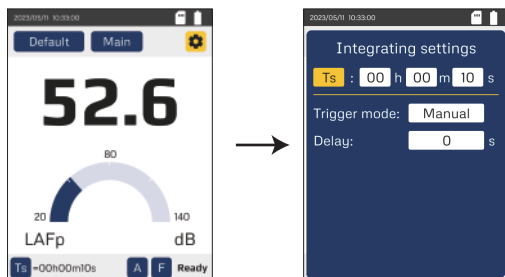 2023/05/11 10:33:00
Default Main
52.6
80
20 140
LAFp dB
Ts =00h00m10s A F Ready
2023/05/11 10:33:00
Integrating settings
Ts : 00 h 00 m 10 s
Trigger mode: Manual
Delay: 0 s